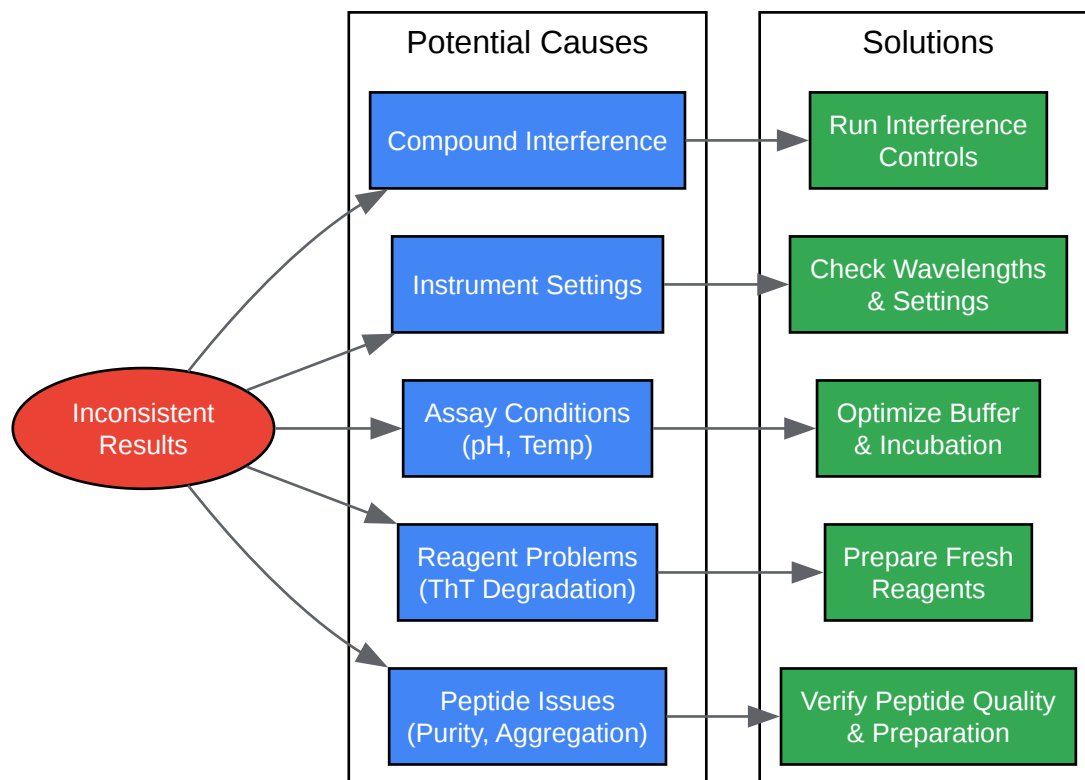 Potential Causes
Solutions
Compound Interference
Run Interference
Controls
Instrument Settings
Check Wavelengths
& Settings
Inconsistent
Results
Assay Conditions
(pH, Temp)
Optimize Buffer
& Incubation
Reagent Problems
(ThT Degradation)
Prepare Fresh
Reagents
Peptide Issues
(Purity, Aggregation)
Verify Peptide Quality
& Preparation